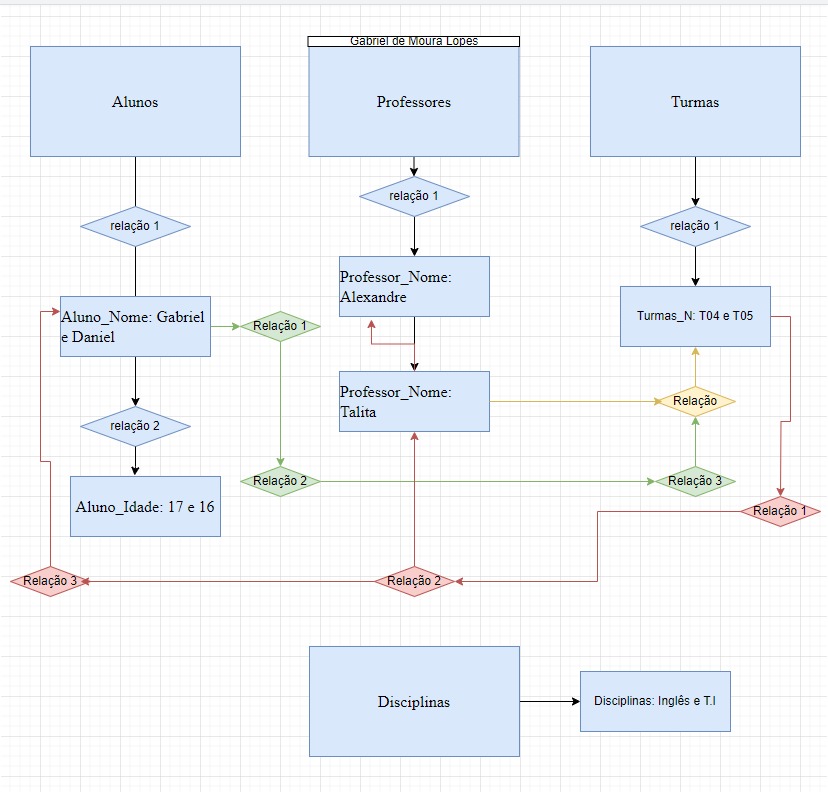 Gabriel de Moura Lopes
Alunos
Professores
Turmas
relação 1
relação 1
relação 1
Professor_Nome:
Alexandre
Aluno_Nome: Gabriel
e Daniel
Relação 1
Turmas_N: T04 e T05
Professor_Nome:
Talita
Relação
relação 2
Relação 2
Relação 3
Aluno_Idade: 17 e 16
Relação 1
Relação 3
Relação 2
Disciplinas
Disciplinas: Inglês e T.I